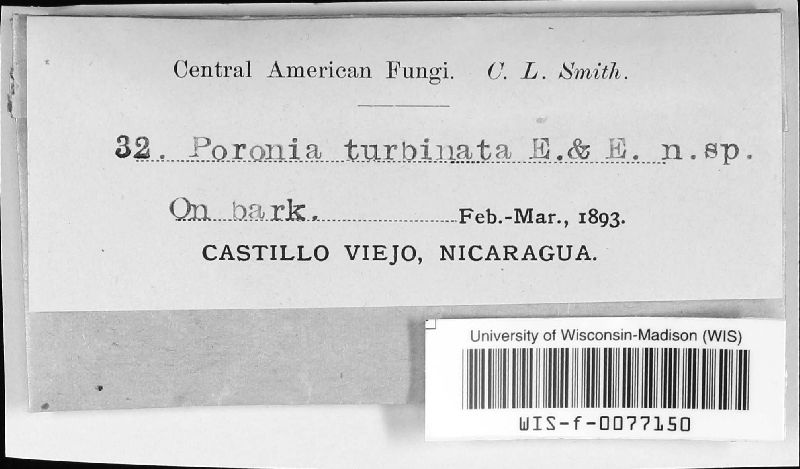 Central American Fungi. C. L. Smith.
32. Poronia turbinata E.& E. n.sp.
On bark. Feb.-Mar., 1893.
CASTILLO VIEJO, NICARAGUA.
University of Wisconsin-Madison (WIS)
WIS-f-0077150